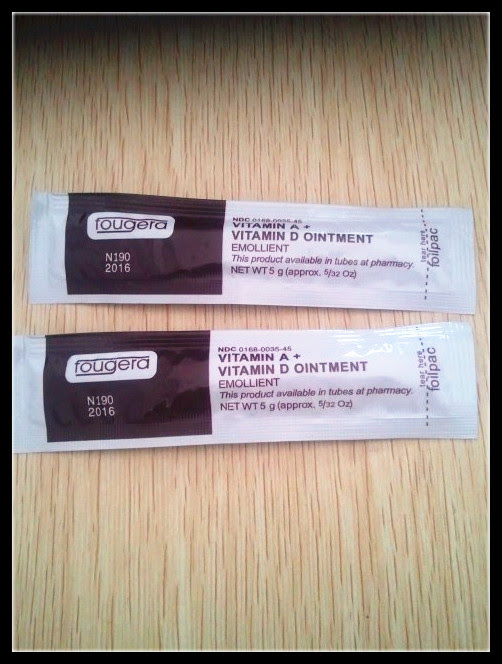 fougera
N190
2016
NDC 0168-0035-45
VITAMIN A +
VITAMIN D OINTMENT
EMOLLIENT
This product available in tubes at pharmacy.
NET WT 5 g (approx. 5/32 Oz)
tear here
foilpac
fougera
N190
2016
NDC 0168-0035-45
VITAMIN A +
VITAMIN D OINTMENT
EMOLLIENT
This product available in tubes at pharmacy.
NET WT 5 g (approx. 5/32 Oz)
tear here
foilpac